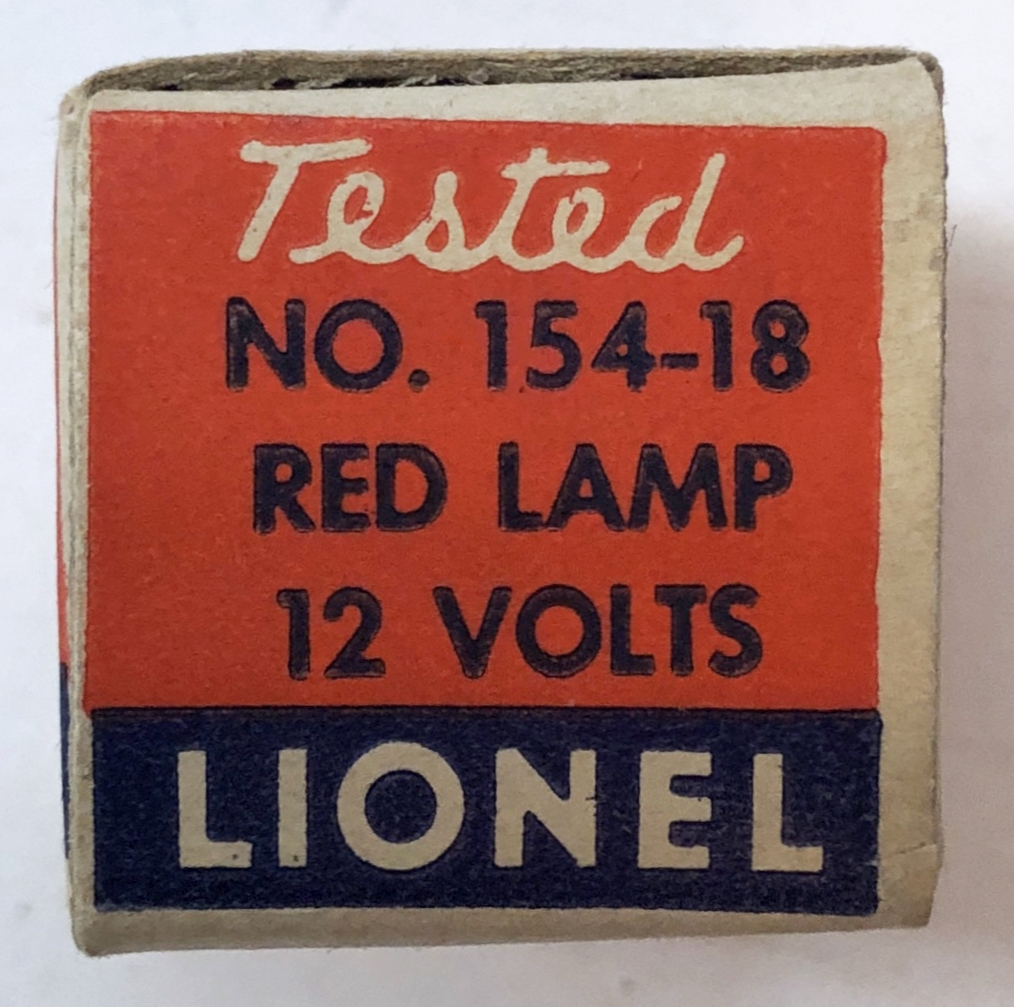 Tested
NO. 154-18
RED LAMP
12 VOLTS
LIONEL